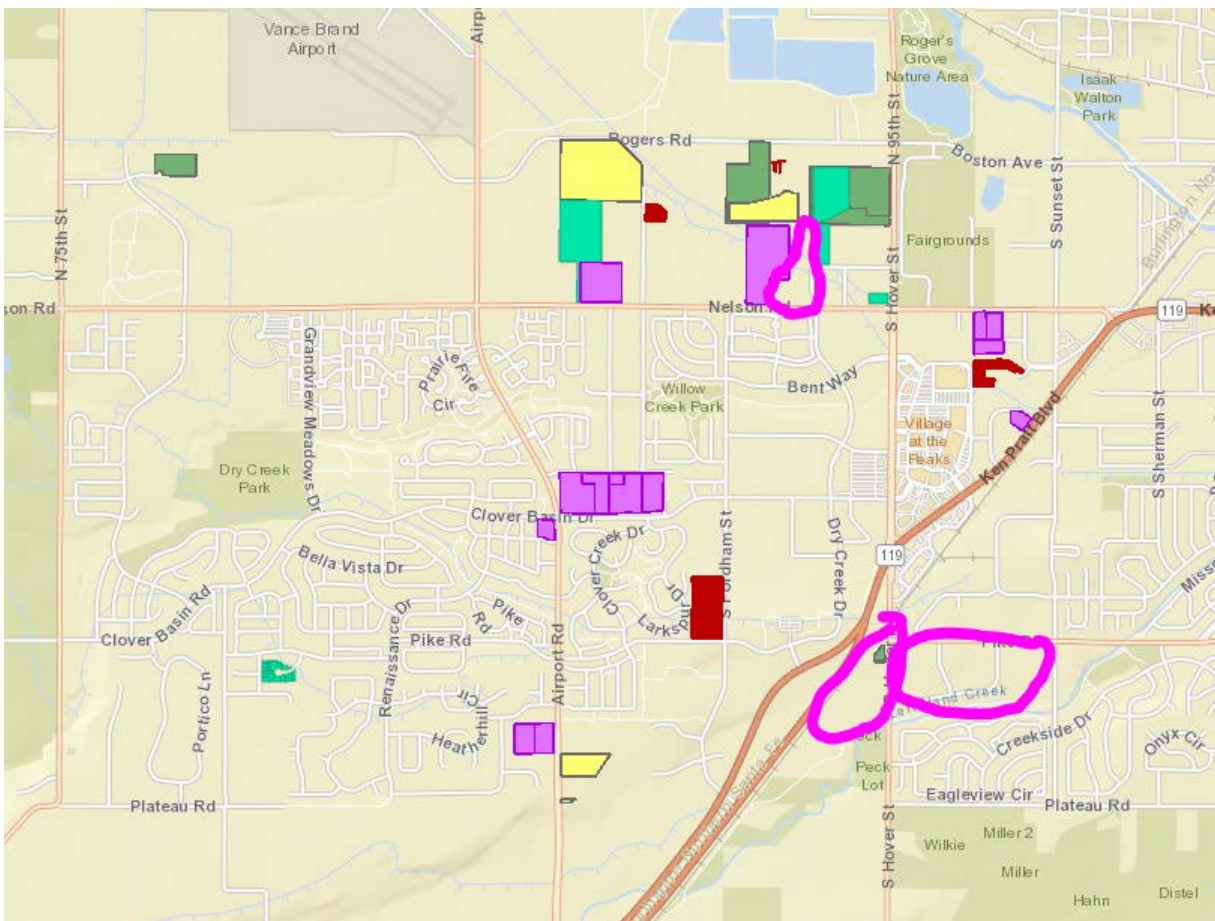 Vance Brand
Airport
Airp
Roger's
Grove
Nature Area
Isaak
Walton
Park
N 95th St
Rogers Rd
Boston Ave
S Sunset St
N 75th St
Fairgrounds
S Hover St
son Rd
Nelson Rd
119
Ke
Grandview Meadows Dr
Prairie Fire
Cir
Willow
Creek Park
Bent Way
Village
at the
Peaks
Ken Pratt Blvd
S Sherman St
Dry Creek
Park
Clover Basin Dr
Clover Creek Dr
S Fordham St
Dry Creek Dr
119
Bella Vista Dr
Larkspur Dr
Misso
Clover Basin Rd
Renaissance Dr
Pike
Rd
Pike Rd
Airport Rd
Portico Ln
Heatherhill
Cir
Creek
Creekside Dr
Onyx Cir
Peck
Lot
Plateau Rd
Eagleview Cir
Plateau Rd
S Hover St
Wilkie
Miller 2
Miller
Hahn
Distel